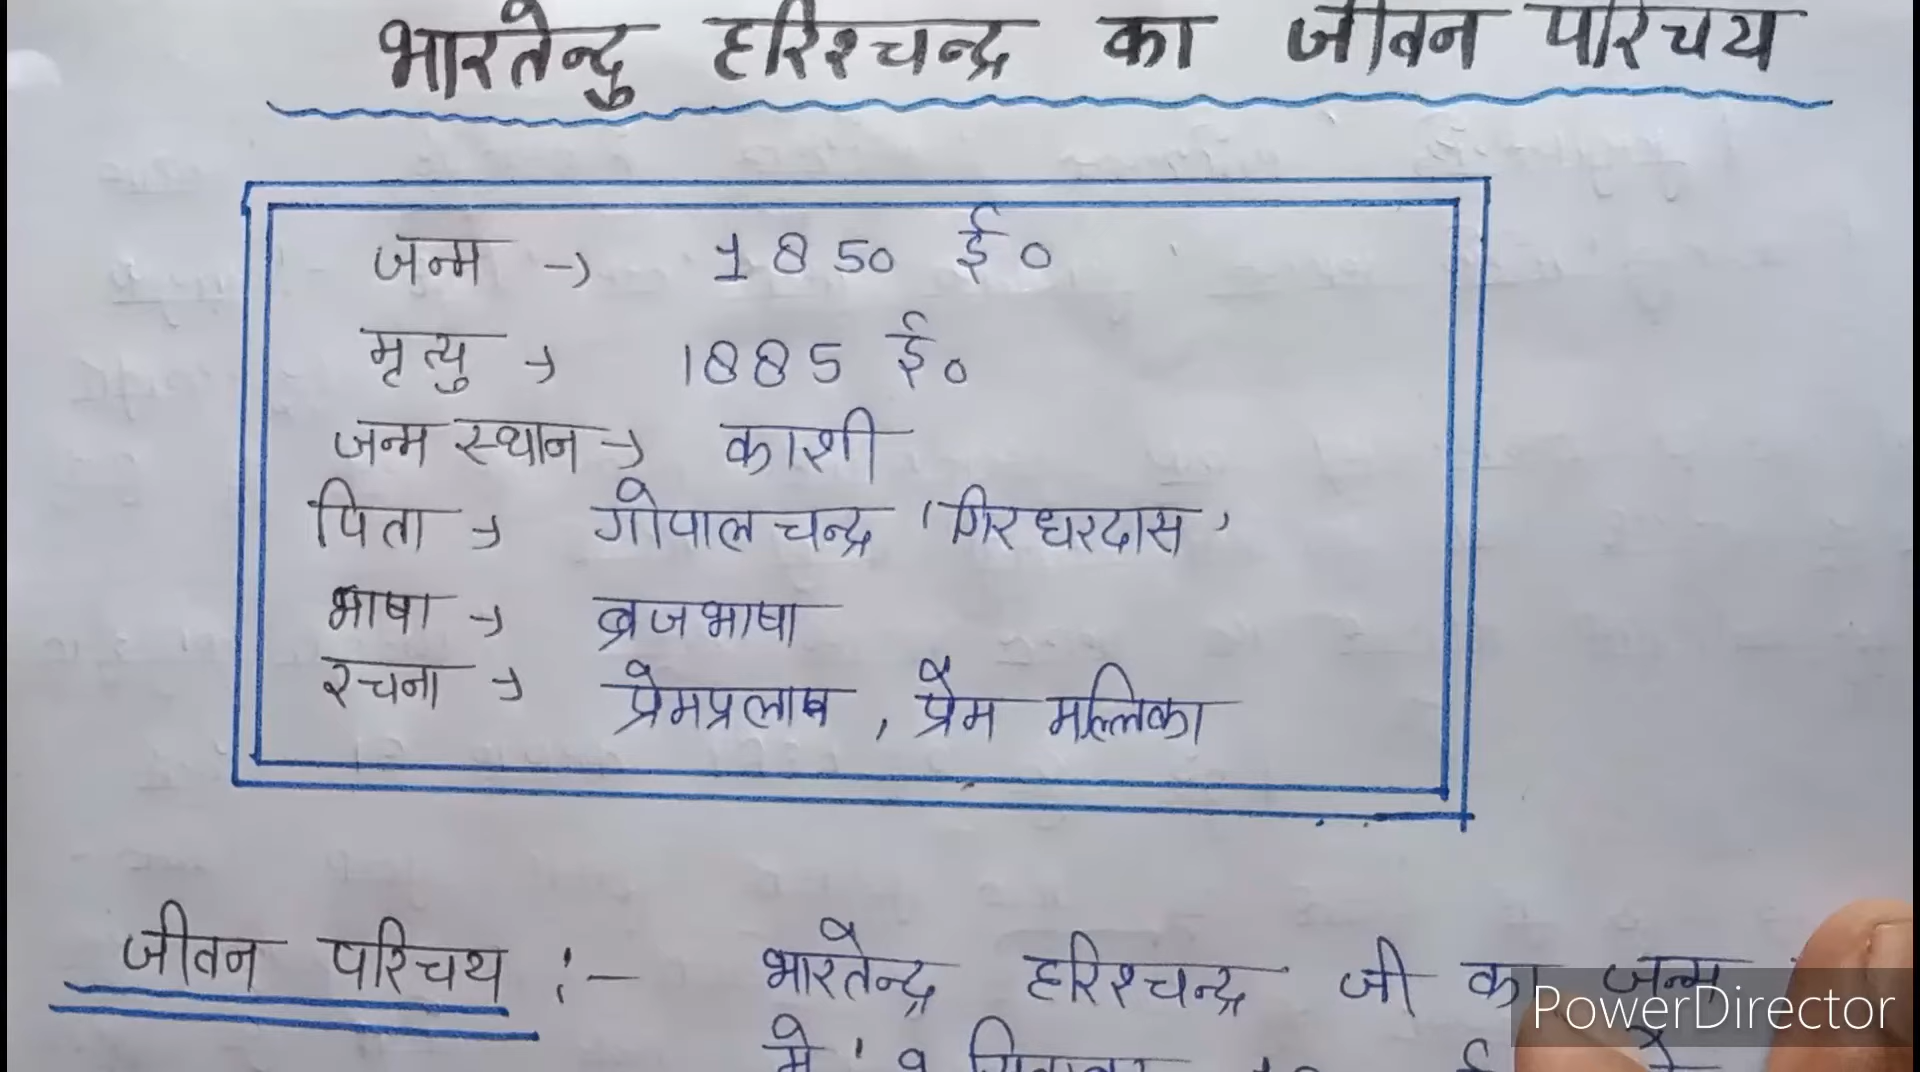 भारतेन्दु हरिश्चन्द्र का जीवन परिचय
जन्म → 1850 ई०
मृत्यु → 1885 ई०
जन्म स्थान → काशी
पिता → गोपाल चन्द्र 'गिरधरदास'
भाषा → ब्रजभाषा
रचना → प्रेमप्रलाप, प्रेम मल्लिका
जीवन परिचय :- भारतेन्द्र हरिश्चन्द्र जी का जन्म
में
PowerDirector